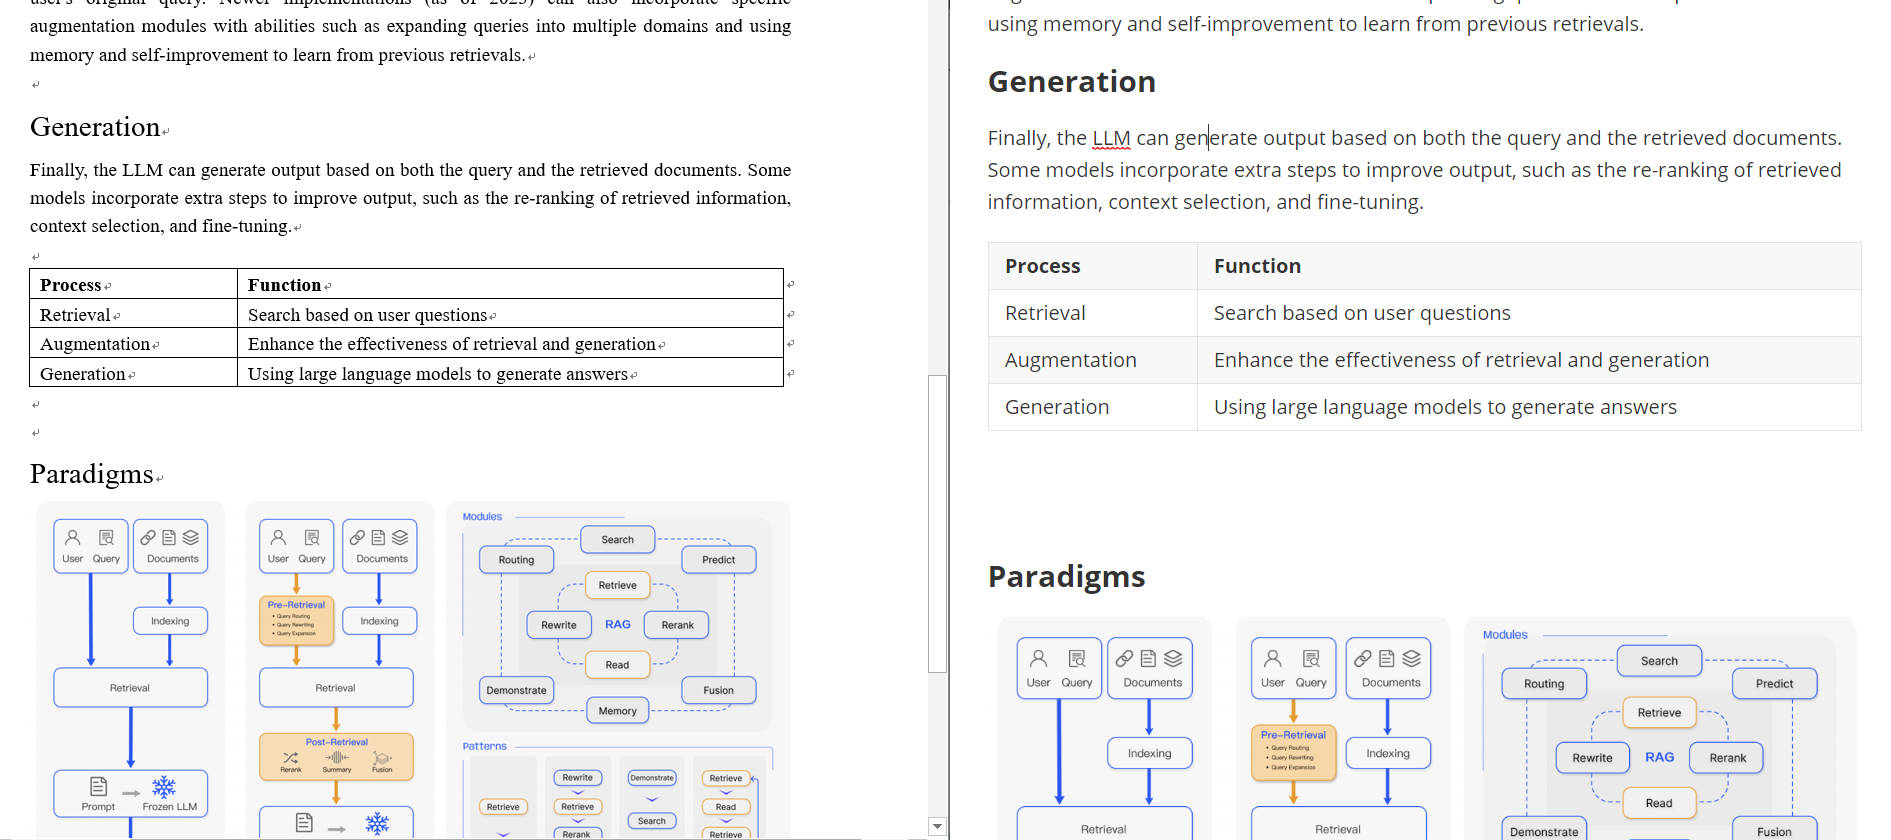 user's original query. Newer implementations (as of 2023) can also incorporate specific
augmentation modules with abilities such as expanding queries into multiple domains and using
memory and self-improvement to learn from previous retrievals.
Generation
Finally, the LLM can generate output based on both the query and the retrieved documents. Some
models incorporate extra steps to improve output, such as the re-ranking of retrieved information,
context selection, and fine-tuning.
Process Function
Retrieval Search based on user questions
Augmentation Enhance the effectiveness of retrieval and generation
Generation Using large language models to generate answers
Paradigms
User Query Documents
Indexing
Retrieval
Prompt Frozen LLM
User Query Documents
Pre-Retrieval
• Query Routing
• Query Rewriting
• Query Expansion
Indexing
Retrieval
Post-Retrieval
Rerank Summary Fusion
Modules
Search
Routing Predict
Retrieve
Rewrite RAG Rerank
Read
Demonstrate Fusion
Memory
Patterns
Retrieve
Rewrite
Retrieve
Rerank
Demonstrate
Search
Retrieve
Read
Retrieve
using memory and self-improvement to learn from previous retrievals.
Generation
Finally, the LLM can generate output based on both the query and the retrieved documents.
Some models incorporate extra steps to improve output, such as the re-ranking of retrieved
information, context selection, and fine-tuning.
Process Function
Retrieval Search based on user questions
Augmentation Enhance the effectiveness of retrieval and generation
Generation Using large language models to generate answers
Paradigms
User Query Documents
Indexing
Retrieval
User Query Documents
Pre-Retrieval
• Query Routing
• Query Rewriting
• Query Expansion
Indexing
Retrieval
Modules
Search
Routing Predict
Retrieve
Rewrite RAG Rerank
Read
Demonstrate Fusion